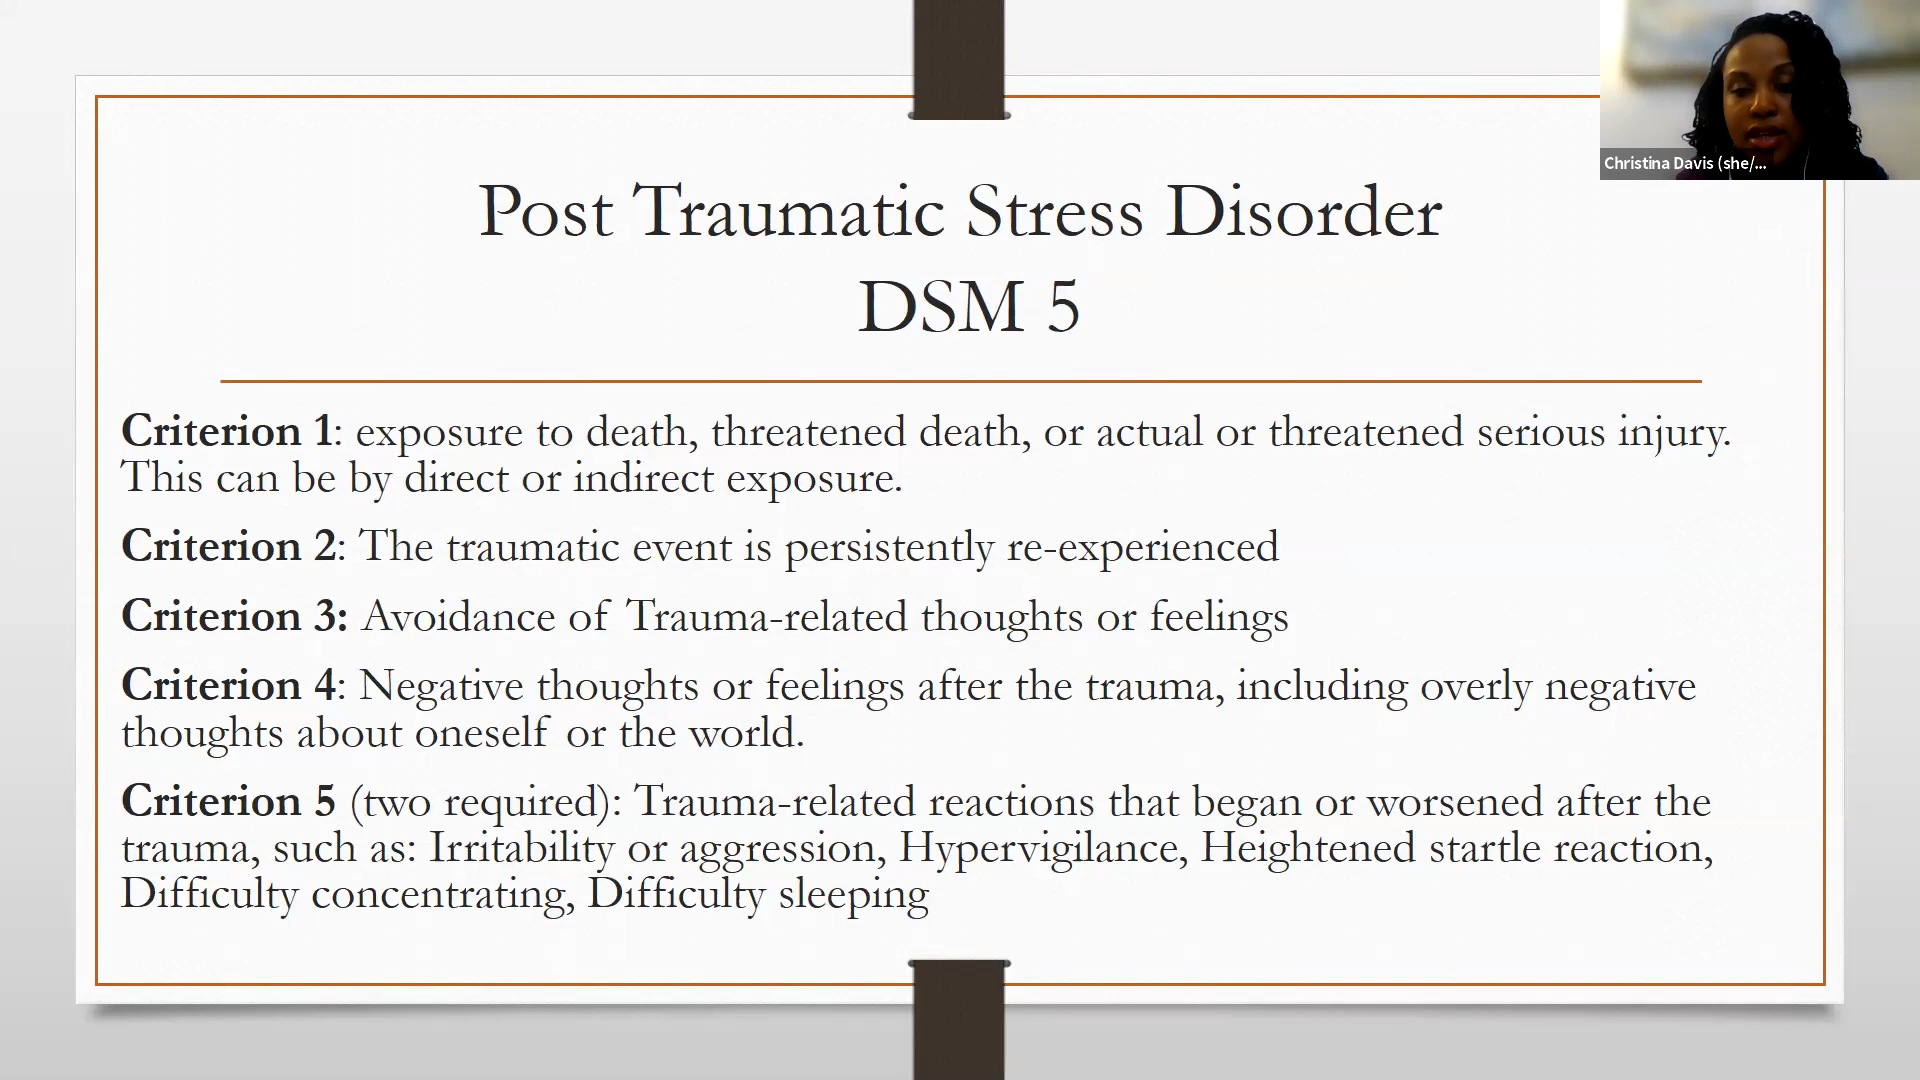 Christina Davis (she/...
Post Traumatic Stress Disorder
DSM 5
Criterion 1: exposure to death, threatened death, or actual or threatened serious injury.
This can be by direct or indirect exposure.
Criterion 2: The traumatic event is persistently re-experienced
Criterion 3: Avoidance of Trauma-related thoughts or feelings
Criterion 4: Negative thoughts or feelings after the trauma, including overly negative
thoughts about oneself or the world.
Criterion 5 (two required): Trauma-related reactions that began or worsened after the
trauma, such as: Irritability or aggression, Hypervigilance, Heightened startle reaction,
Difficulty concentrating, Difficulty sleeping